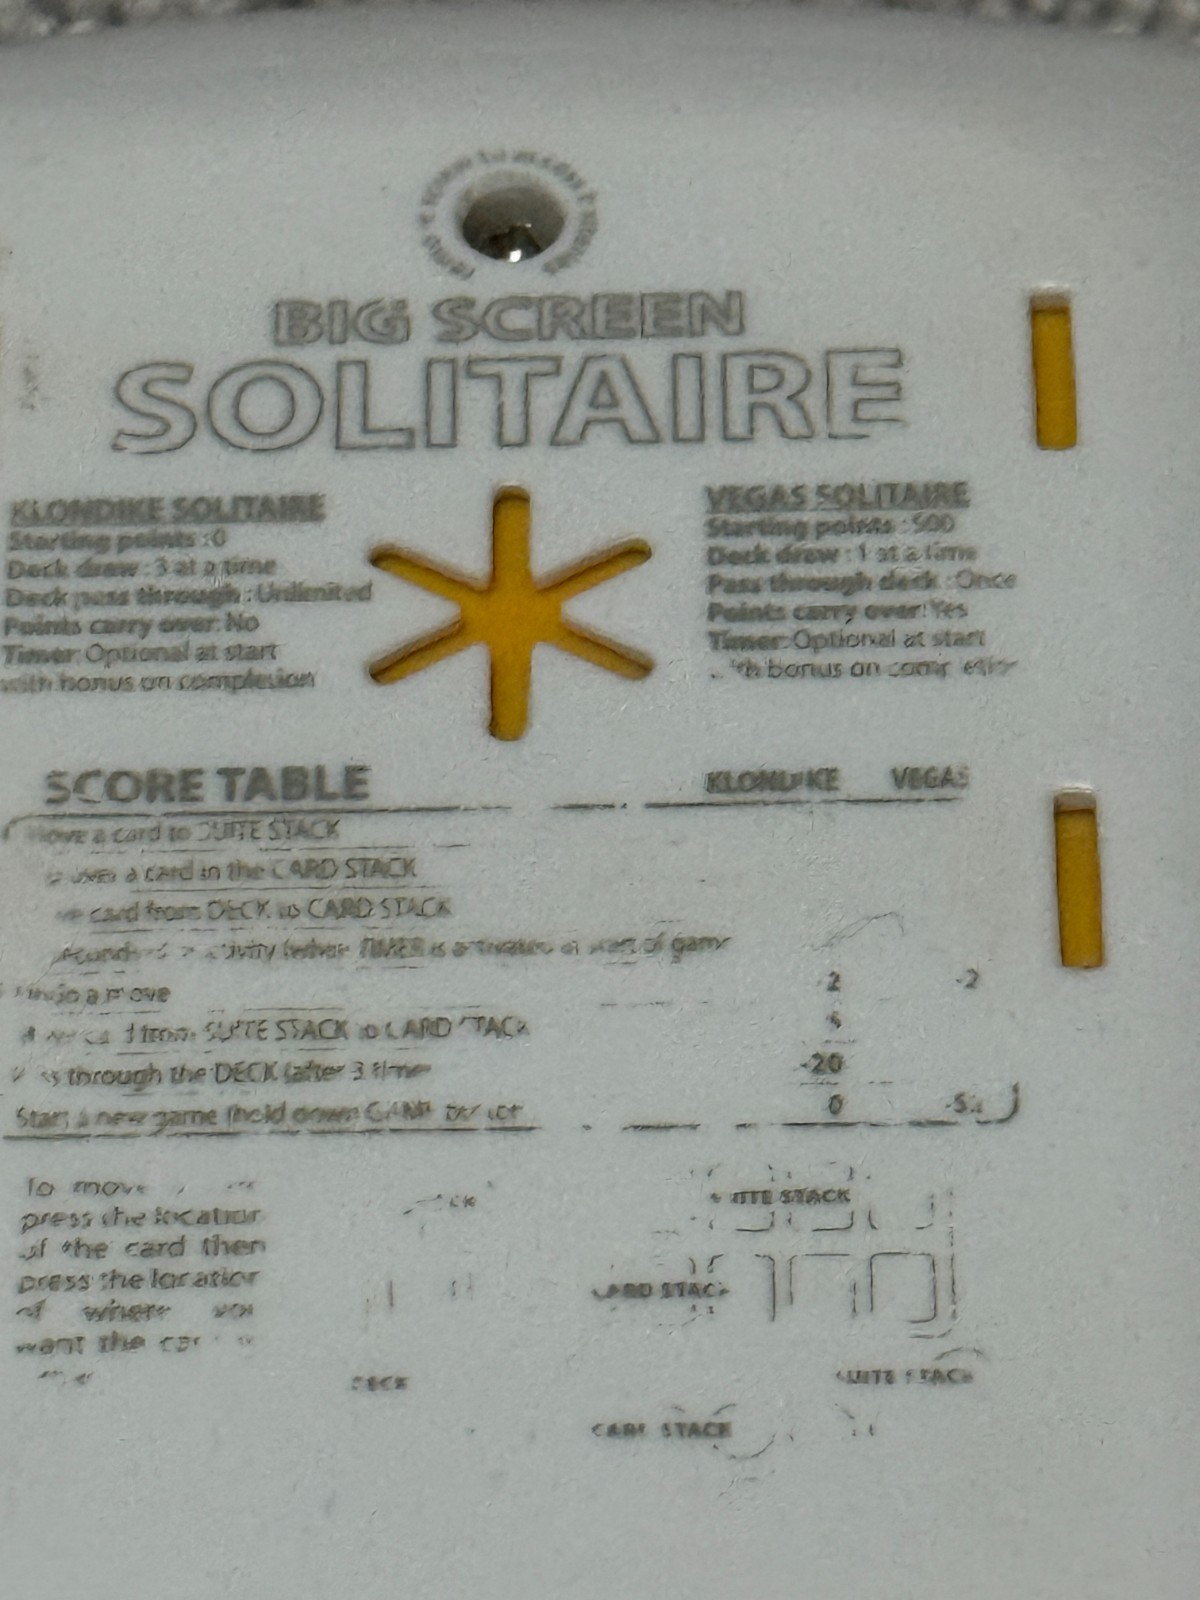 BIG SCREEN
SOLITAIRE
KLONDIKE SOLITAIRE
Starting points : 0
Deck draw : 3 at a time
Deck pass through : Unlimited
Points carry over: No
Timer: Optional at start
with bonus on completion
VEGAS SOLITAIRE
Starting points : 500
Deck draw : 1 at a time
Pass through deck : Once
Points carry over: Yes
Timer: Optional at start
bonus on
SCORE TABLE KLONDIKE VEGAS
Move a card to SUITE STACK
a card in the CARD STACK
card from DECK to CARD STACK
TIMER is activated at start of game
a move 2 -2
from SUITE STACK to CARD STACK
through the DECK (after 3 time -20
Start a new game (hold down GAME 0
To move
press the location
of the card then
press the location
of where you
want the
SUITE STACK
CARD STACK
DECK
SUITE STACK
CARD STACK